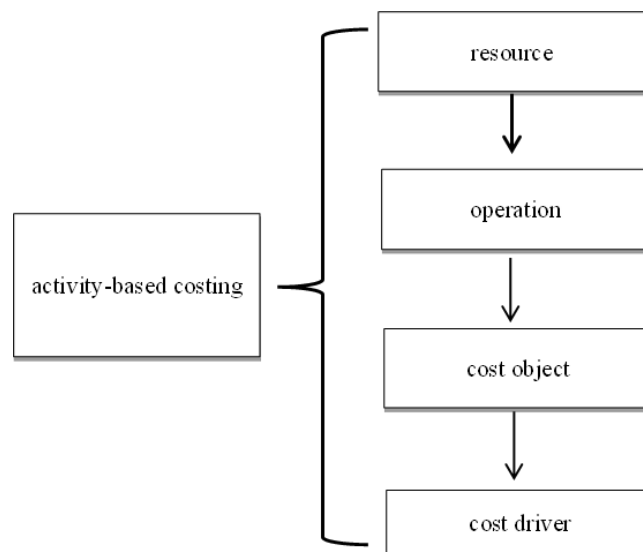 resource
operation
activity-based costing
cost object
cost driver